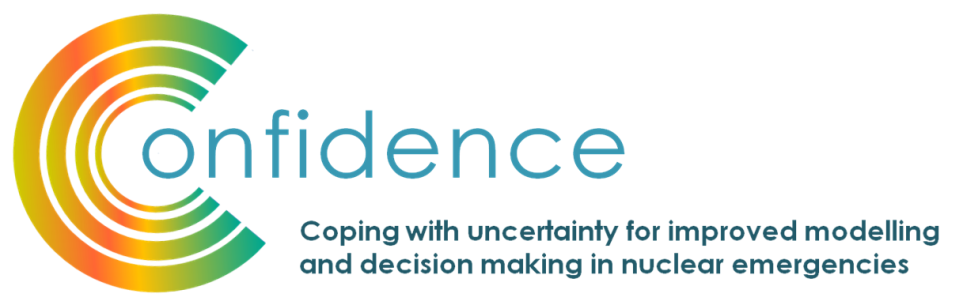 Confidence
Coping with uncertainty for improved modelling
and decision making in nuclear emergencies